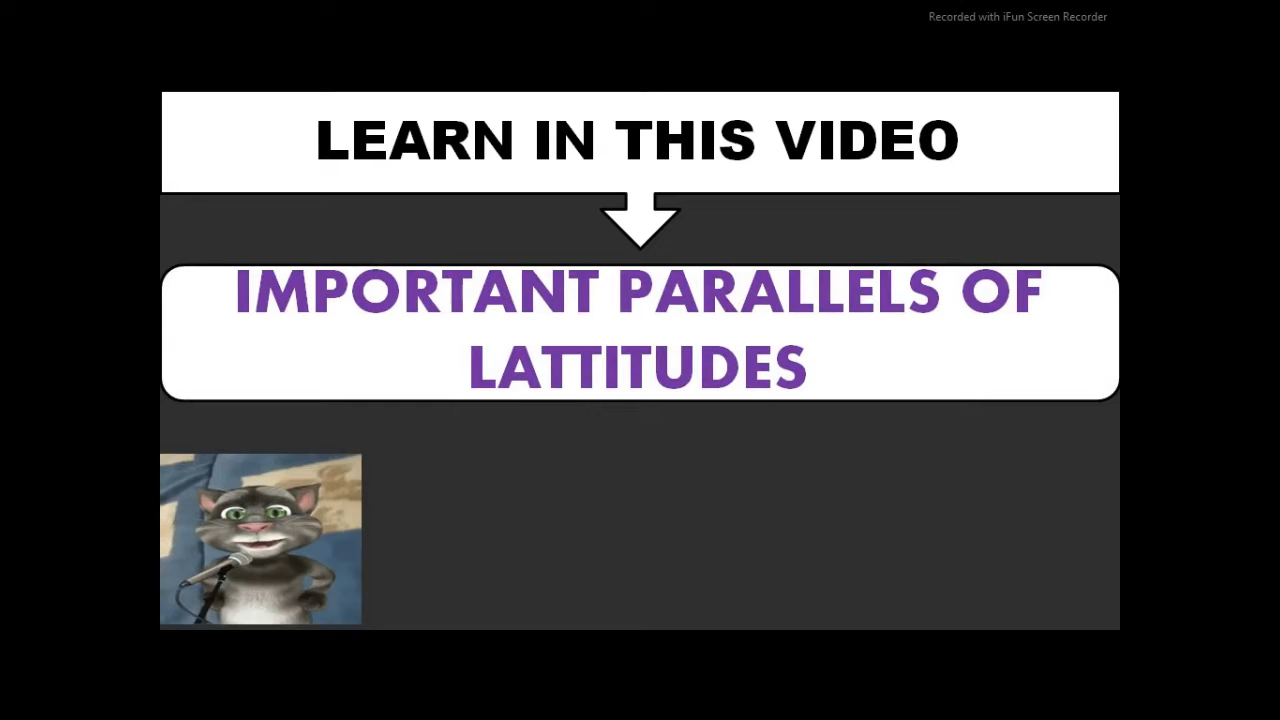 Recorded with iFun Screen Recorder
LEARN IN THIS VIDEO
IMPORTANT PARALLELS OF
LATTITUDES